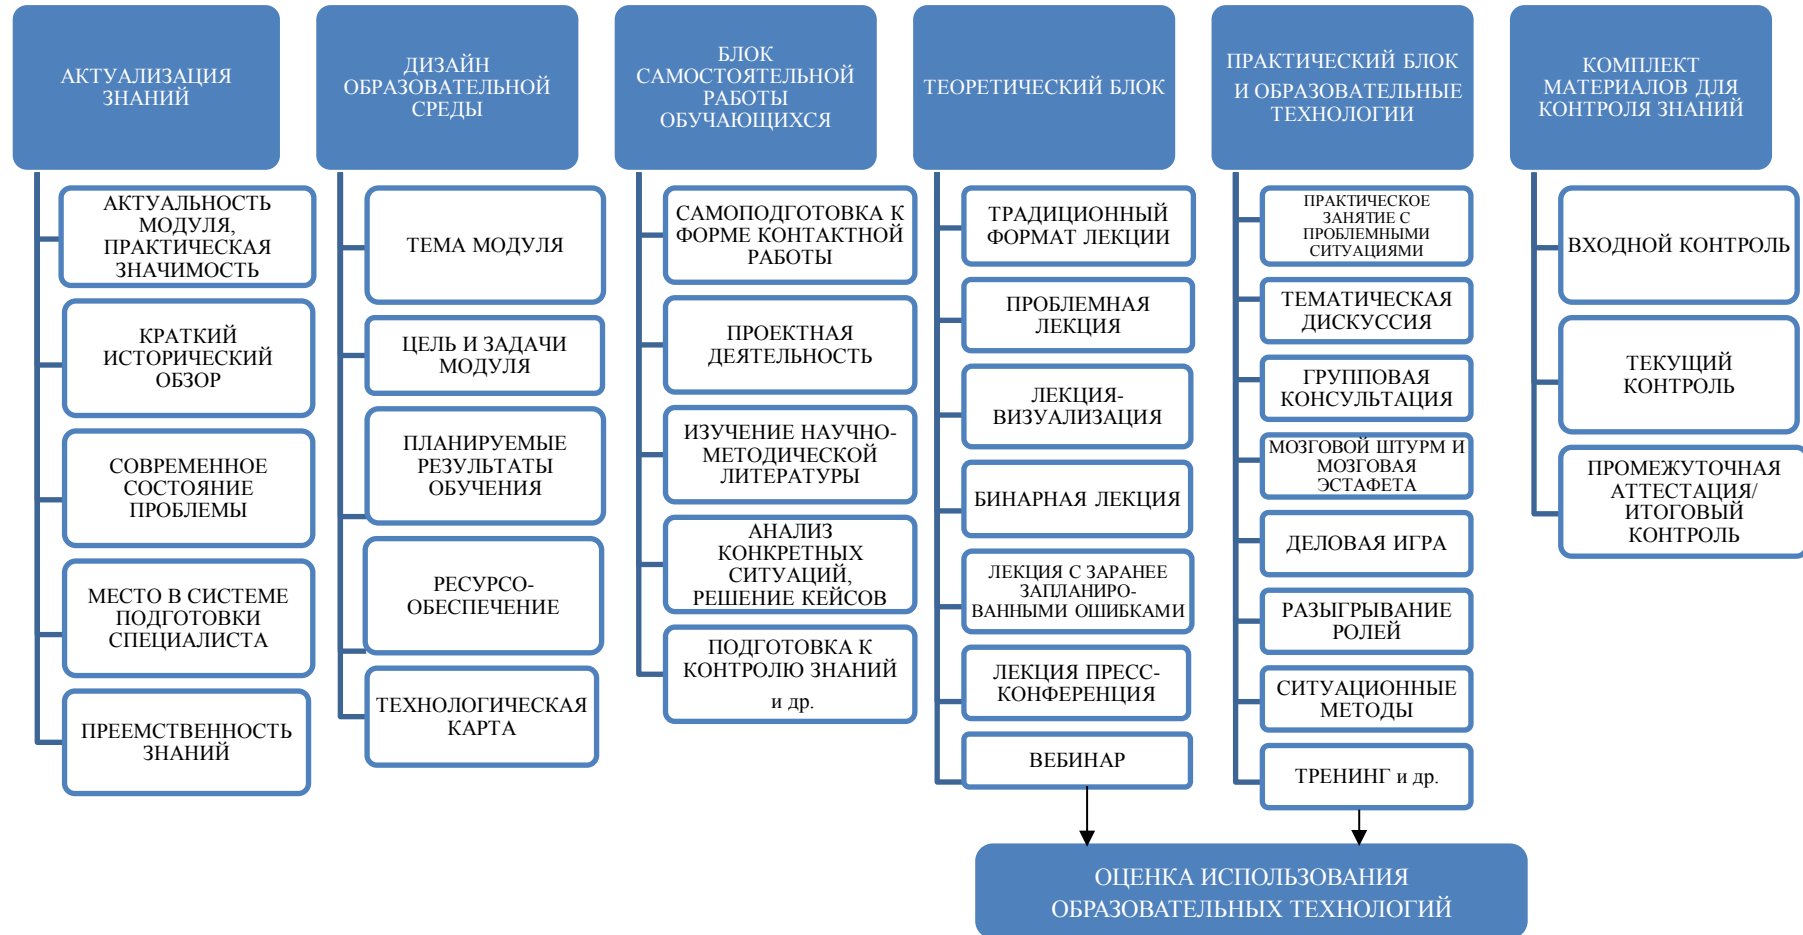 АКТУАЛИЗАЦИЯ
ЗНАНИЙ
АКТУАЛЬНОСТЬ
МОДУЛЯ,
ПРАКТИЧЕСКАЯ
ЗНАЧИМОСТЬ
КРАТКИЙ
ИСТОРИЧЕСКИЙ
ОБЗОР
СОВРЕМЕННОЕ
СОСТОЯНИЕ
ПРОБЛЕМЫ
МЕСТО В СИСТЕМЕ
ПОДГОТОВКИ
СПЕЦИАЛИСТА
ПРЕЕМСТВЕННОСТЬ
ЗНАНИЙ
ДИЗАЙН
ОБРАЗОВАТЕЛЬНОЙ
СРЕДЫ
ТЕМА МОДУЛЯ
ЦЕЛЬ И ЗАДАЧИ
МОДУЛЯ
ПЛАНИРУЕМЫЕ
РЕЗУЛЬТАТЫ
ОБУЧЕНИЯ
РЕСУРСО-
ОБЕСПЕЧЕНИЕ
ТЕХНОЛОГИЧЕСКАЯ
КАРТА
БЛОК
САМОСТОЯТЕЛЬНОЙ
РАБОТЫ
ОБУЧАЮЩИХСЯ
САМОПОДГОТОВКА К
ФОРМЕ КОНТАКТНОЙ
РАБОТЫ
ПРОЕКТНАЯ
ДЕЯТЕЛЬНОСТЬ
ИЗУЧЕНИЕ НАУЧНО-
МЕТОДИЧЕСКОЙ
ЛИТЕРАТУРЫ
АНАЛИЗ
КОНКРЕТНЫХ
СИТУАЦИЙ,
РЕШЕНИЕ КЕЙСОВ
ПОДГОТОВКА К
КОНТРОЛЮ ЗНАНИЙ
и др.
ТЕОРЕТИЧЕСКИЙ БЛОК
ТРАДИЦИОННЫЙ
ФОРМАТ ЛЕКЦИИ
ПРОБЛЕМНАЯ
ЛЕКЦИЯ
ЛЕКЦИЯ-
ВИЗУАЛИЗАЦИЯ
БИНАРНАЯ ЛЕКЦИЯ
ЛЕКЦИЯ С ЗАРАНЕЕ
ЗАПЛАНИРО-
ВАННЫМИ ОШИБКАМИ
ЛЕКЦИЯ ПРЕСС-
КОНФЕРЕНЦИЯ
ВЕБИНАР
ПРАКТИЧЕСКИЙ БЛОК
И ОБРАЗОВАТЕЛЬНЫЕ
ТЕХНОЛОГИИ
ПРАКТИЧЕСКОЕ
ЗАНЯТИЕ С
ПРОБЛЕМНЫМИ
СИТУАЦИЯМИ
ТЕМАТИЧЕСКАЯ
ДИСКУССИЯ
ГРУППОВАЯ
КОНСУЛЬТАЦИЯ
МОЗГОВОЙ ШТУРМ И
МОЗГОВАЯ
ЭСТАФЕТА
ДЕЛОВАЯ ИГРА
РАЗЫГРЫВАНИЕ
РОЛЕЙ
СИТУАЦИОННЫЕ
МЕТОДЫ
ТРЕНИНГ и др.
КОМПЛЕКТ
МАТЕРИАЛОВ ДЛЯ
КОНТРОЛЯ ЗНАНИЙ
ВХОДНОЙ КОНТРОЛЬ
ТЕКУЩИЙ
КОНТРОЛЬ
ПРОМЕЖУТОЧНАЯ
АТТЕСТАЦИЯ/
ИТОГОВЫЙ
КОНТРОЛЬ
ОЦЕНКА ИСПОЛЬЗОВАНИЯ
ОБРАЗОВАТЕЛЬНЫХ ТЕХНОЛОГИЙ